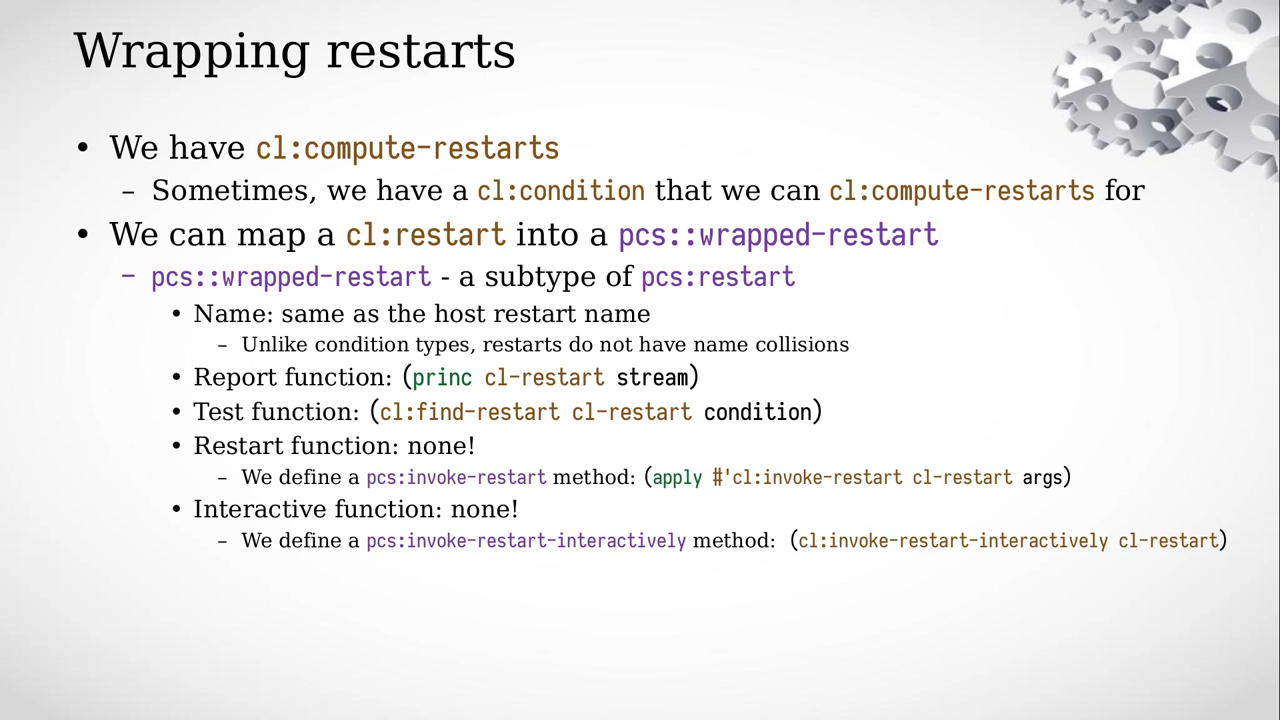 Wrapping restarts
• We have cl:compute-restarts
– Sometimes, we have a cl:condition that we can cl:compute-restarts for
• We can map a cl:restart into a pcs::wrapped-restart
– pcs::wrapped-restart - a subtype of pcs:restart
• Name: same as the host restart name
– Unlike condition types, restarts do not have name collisions
• Report function: (princ cl-restart stream)
• Test function: (cl:find-restart cl-restart condition)
• Restart function: none!
– We define a pcs:invoke-restart method: (apply #'cl:invoke-restart cl-restart args)
• Interactive function: none!
– We define a pcs:invoke-restart-interactively method: (cl:invoke-restart-interactively cl-restart)